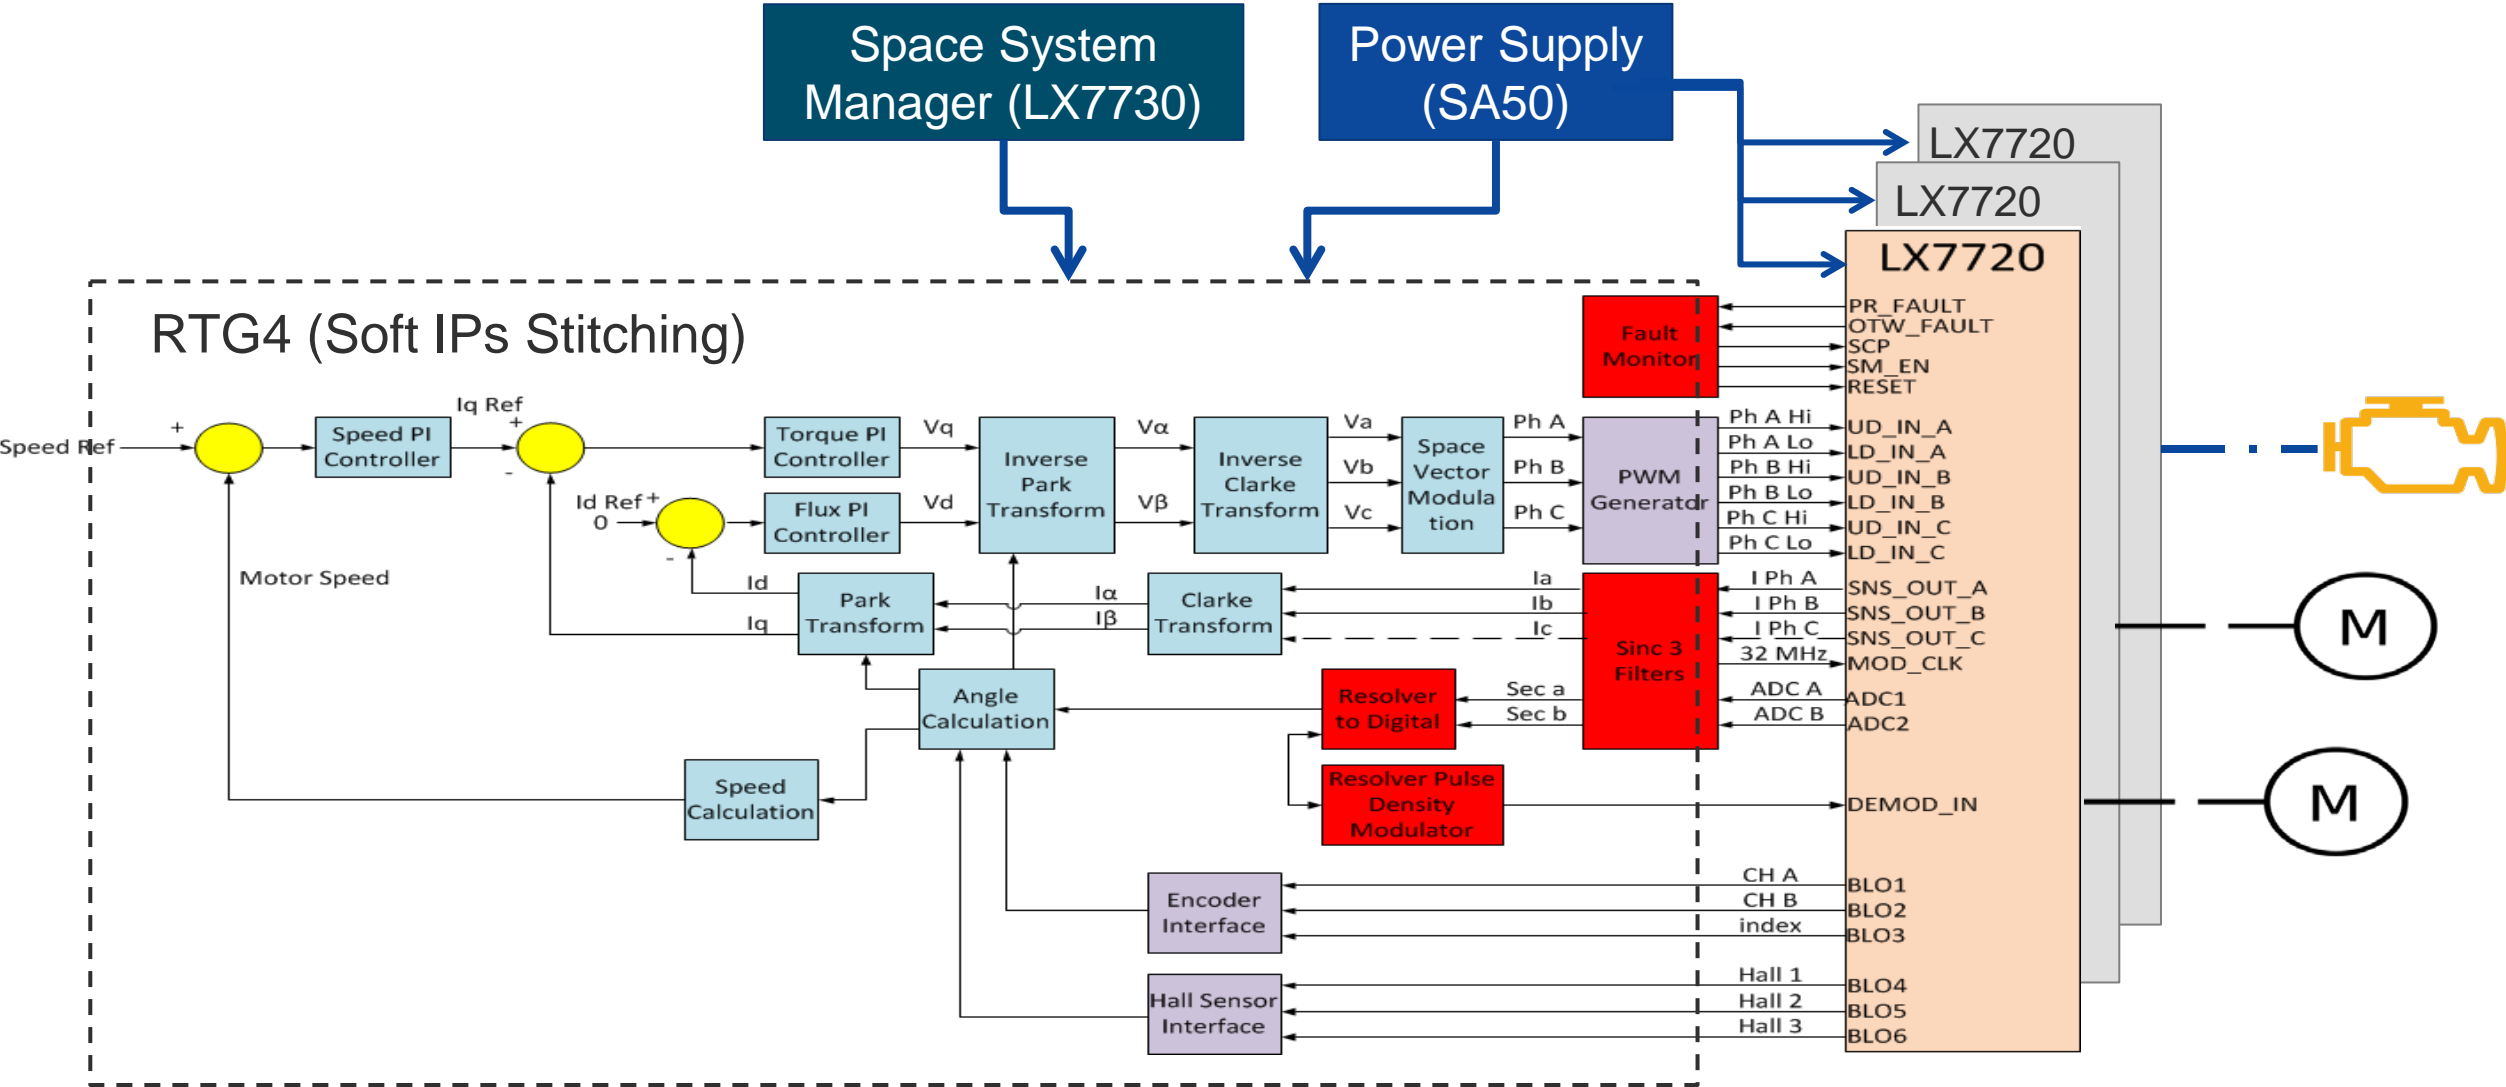 Space System
Manager (LX7730)
Power Supply
(SA50)
LX7720
LX7720
LX7720
RTG4 (Soft IPs Stitching)
Fault
Monitor
PR_FAULT
OTW_FAULT
SCP
SM_EN
RESET
Speed Ref
+
Speed PI
Controller
Iq Ref
+
-
Torque PI
Controller
Vq
Id Ref
+
0
-
Flux PI
Controller
Vd
Inverse
Park
Transform
Vα
Vβ
Inverse
Clarke
Transform
Va
Vb
Vc
Space
Vector
Modula
tion
Ph A
Ph B
Ph C
PWM
Generator
Ph A Hi
Ph A Lo
Ph B Hi
Ph B Lo
Ph C Hi
Ph C Lo
UD_IN_A
LD_IN_A
UD_IN_B
LD_IN_B
UD_IN_C
LD_IN_C
Motor Speed
Id
Iq
Park
Transform
Iα
Iβ
Clarke
Transform
Ia
Ib
Ic
Sinc 3
Filters
I Ph A
I Ph B
I Ph C
32 MHz
ADC A
ADC B
SNS_OUT_A
SNS_OUT_B
SNS_OUT_C
MOD_CLK
ADC1
ADC2
M
Angle
Calculation
Resolver
to Digital
Sec a
Sec b
Speed
Calculation
Resolver Pulse
Density
Modulator
DEMOD_IN
M
Encoder
Interface
CH A
CH B
index
BLO1
BLO2
BLO3
Hall Sensor
Interface
Hall 1
Hall 2
Hall 3
BLO4
BLO5
BLO6